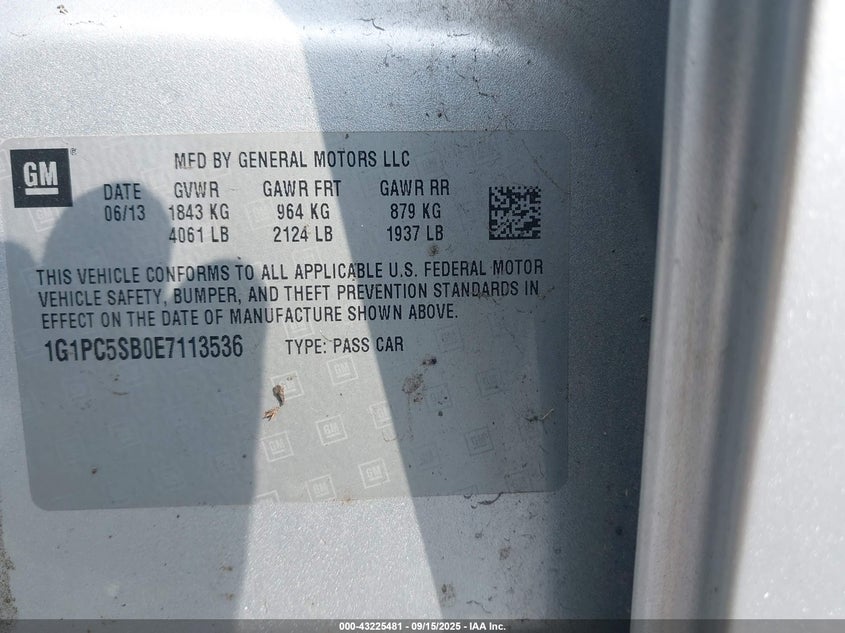 GM
®
MFD BY GENERAL MOTORS LLC
DATE GVWR GAWR FRT GAWR RR
06/13 1843 KG 964 KG 879 KG
4061 LB 2124 LB 1937 LB
THIS VEHICLE CONFORMS TO ALL APPLICABLE U.S. FEDERAL MOTOR
VEHICLE SAFETY, BUMPER, AND THEFT PREVENTION STANDARDS IN
EFFECT ON THE DATE OF MANUFACTURE SHOWN ABOVE.
1G1PC5SB0E7113536 TYPE: PASS CAR
000-43225481 - 09/15/2025 - IAA Inc.